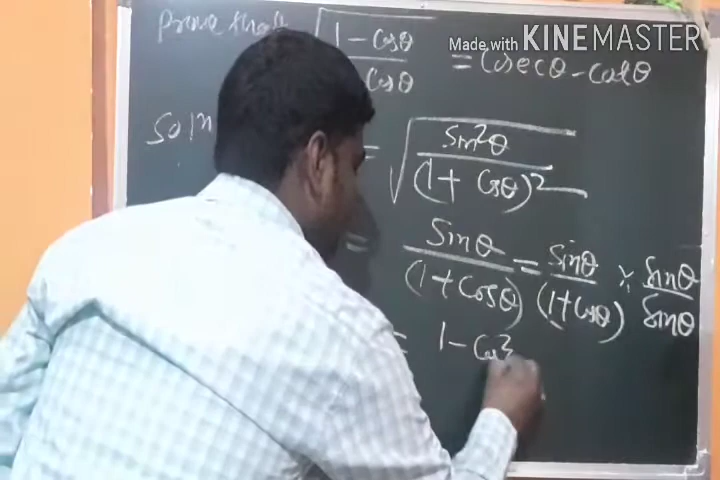 Prove that √ 1 - Cosθ / Cosθ = Cosecθ - Cotθ
Made with KINEMASTER
Soln
= √ Sin²θ / (1 + Cosθ)²
= Sinθ / (1 + Cosθ) = Sinθ / (1 + Cosθ) × Sinθ / Sinθ
= 1 - Cos²